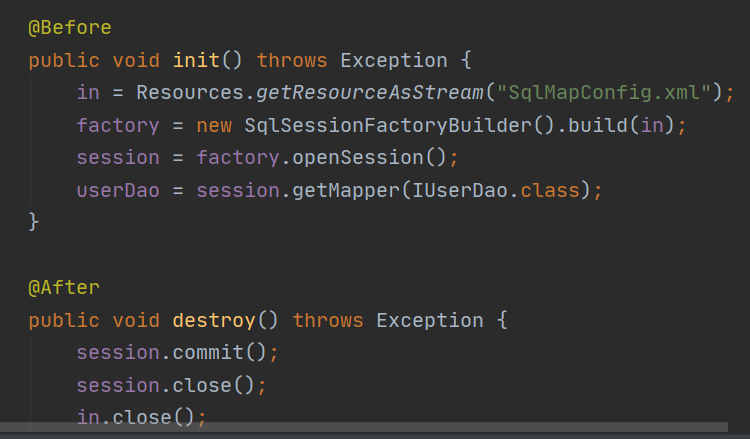 @Before
public void init() throws Exception {
    in = Resources.getResourceAsStream("SqlMapConfig.xml");
    factory = new SqlSessionFactoryBuilder().build(in);
    session = factory.openSession();
    userDao = session.getMapper(IUserDao.class);
}
@After
public void destroy() throws Exception {
    session.commit();
    session.close();
    in.close();